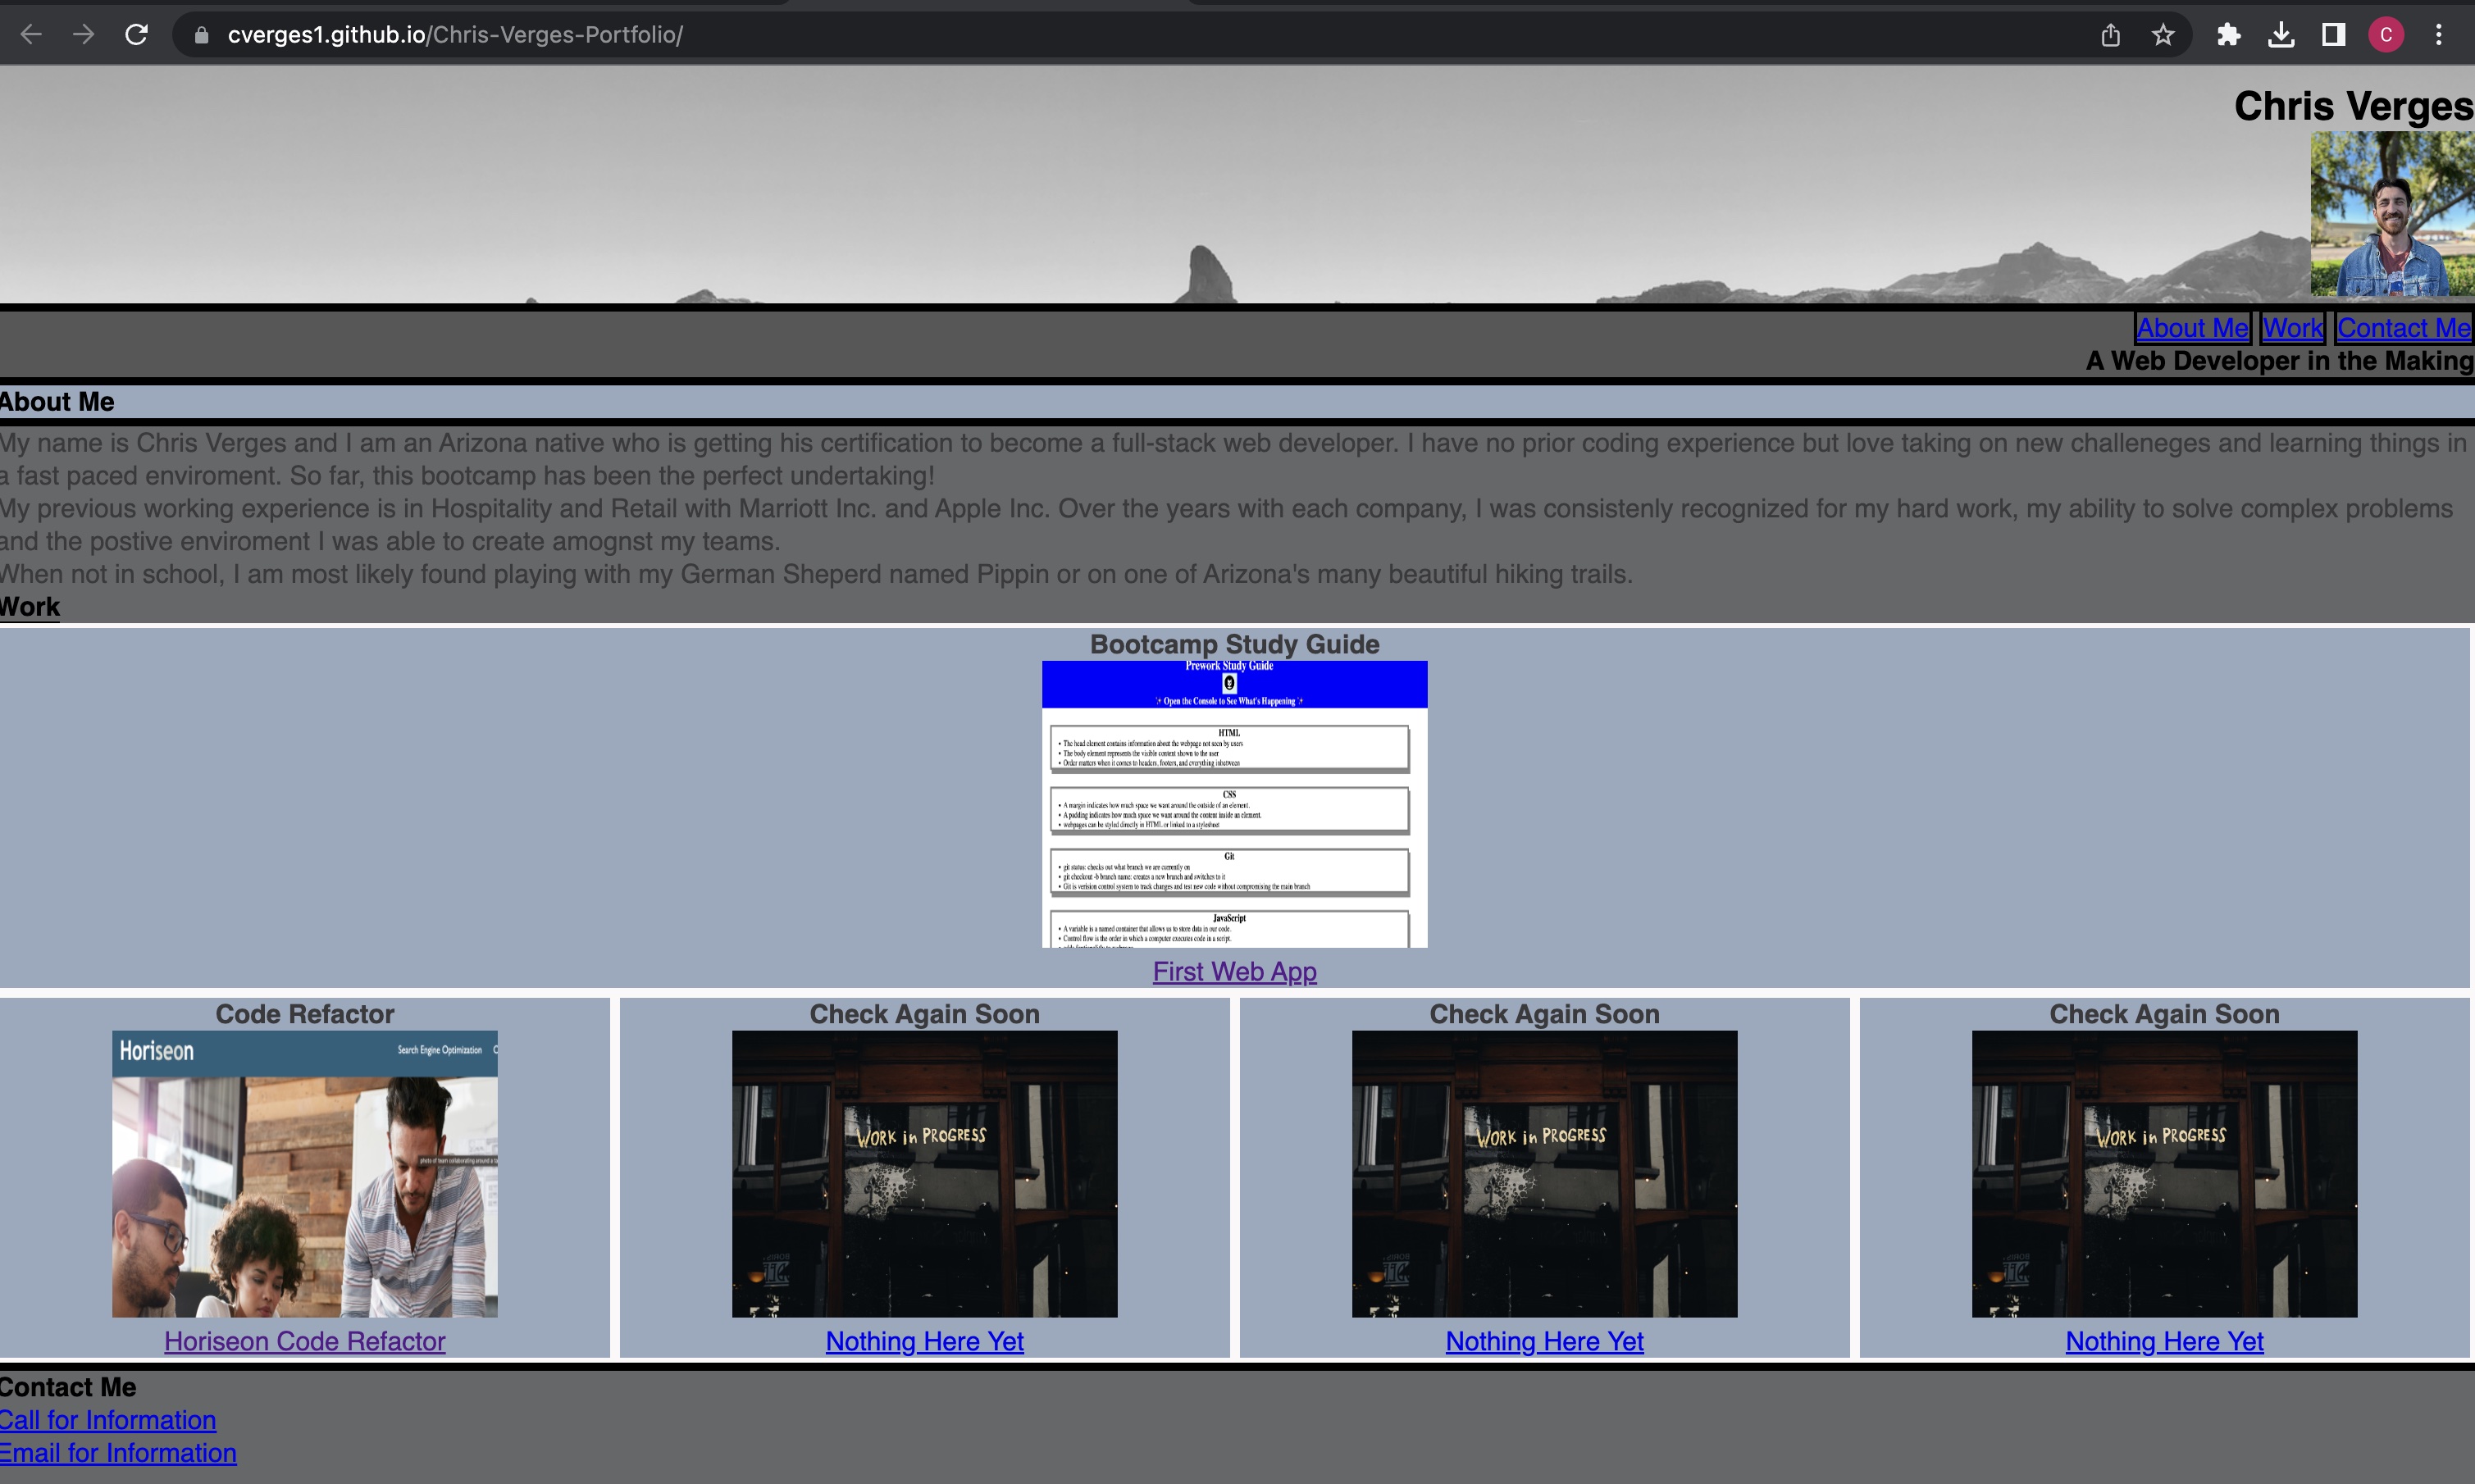 cverges1.github.io/Chris-Verges-Portfolio/
C
Chris Verges
About Me Work Contact Me
A Web Developer in the Making
About Me
My name is Chris Verges and I am an Arizona native who is getting his certification to become a full-stack web developer. I have no prior coding experience but love taking on new challeneges and learning things in
a fast paced enviroment. So far, this bootcamp has been the perfect undertaking!
My previous working experience is in Hospitality and Retail with Marriott Inc. and Apple Inc. Over the years with each company, I was consistenly recognized for my hard work, my ability to solve complex problems
and the postive enviroment I was able to create amognst my teams.
When not in school, I am most likely found playing with my German Sheperd named Pippin or on one of Arizona's many beautiful hiking trails.
Work
Bootcamp Study Guide
Prework Study Guide
✨ Open the Console to See What's Happening ✨
HTML
• The head element contains information about the webpage not seen by users
• The body element represents the visible content shown to the user
• Order matters when it comes to headers, footers, and everything inbetween
CSS
• A margin indicates how much space we want around the outside of an element.
• A padding indicates how much space we want around the content inside an element.
• webpages can be styled directly in HTML or linked to a stylesheet
Git
• git status: checks out what branch we are currently on
• git checkout -b branch name: creates a new branch and switches to it
• Git is verision control system to track changes and test new code without compromising the main branch
JavaScript
• A variable is a named container that allows us to store data in our code.
• Control flow is the order in which a computer executes code in a script.
First Web App
Code Refactor
Horiseon
Search Engine Optimization
photo of team collaborating around a
Horiseon Code Refactor
Check Again Soon
WORK in PROGRESS
Nothing Here Yet
Check Again Soon
WORK in PROGRESS
Nothing Here Yet
Check Again Soon
WORK in PROGRESS
Nothing Here Yet
Contact Me
Call for Information
Email for Information